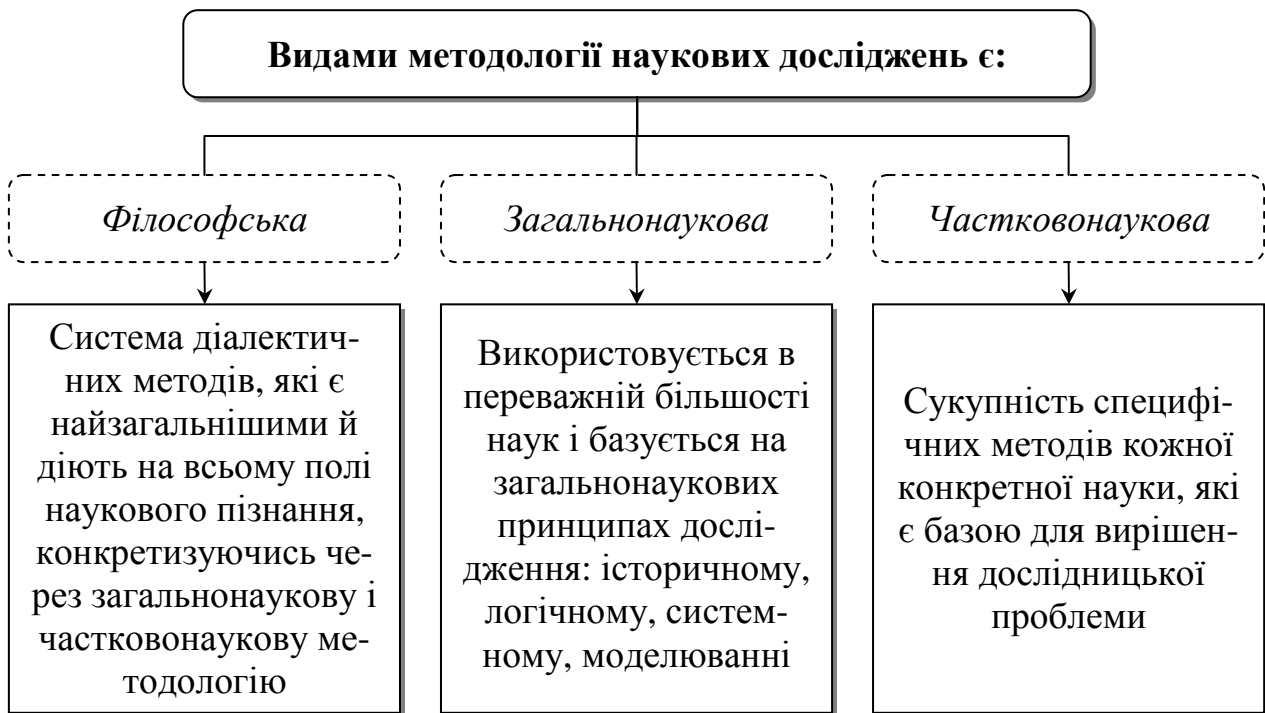 Видами методології наукових досліджень є:
Філософська
Загальнонаукова
Частковонаукова
Система діалектич-
них методів, які є
найзагальнішими й
діють на всьому полі
наукового пізнання,
конкретизуючись че-
рез загальнонаукову і
частковонаукову ме-
тодологію
Використовується в
переважній більшості
наук і базується на
загальнонаукових
принципах дослі-
дження: історичному,
логічному, систем-
ному, моделюванні
Сукупність специфі-
чних методів кожної
конкретної науки, які
є базою для вирішен-
ня дослідницької
проблеми